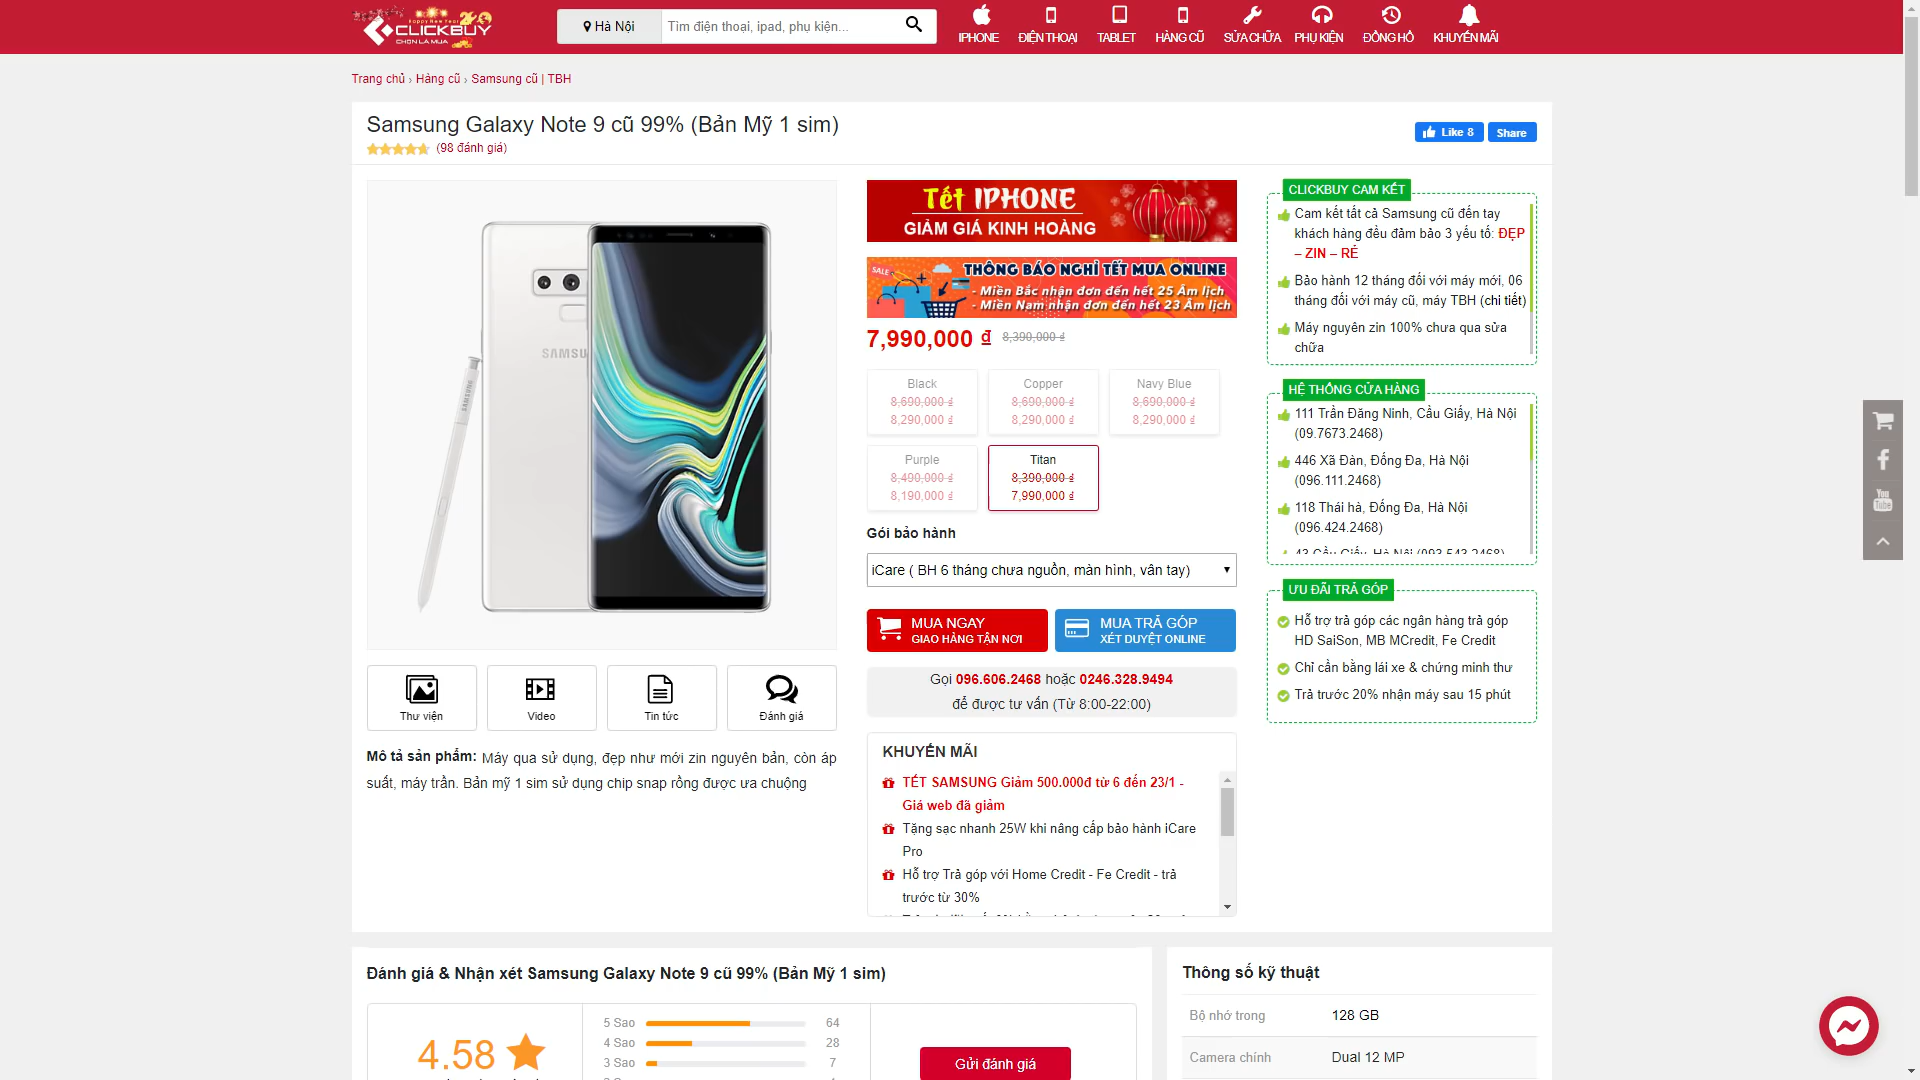 Happy New Year
CLICKBUY
CHỌN LÀ MUA
Hà Nội
Tìm điện thoại, ipad, phụ kiện...
IPHONE
ĐIỆN THOẠI
TABLET
HÀNG CŨ
SỬA CHỮA
PHỤ KIỆN
ĐỒNG HỒ
KHUYẾN MÃI
Trang chủ › Hàng cũ › Samsung cũ | TBH
Samsung Galaxy Note 9 cũ 99% (Bản Mỹ 1 sim)
(98 đánh giá)
Like 8
Share
SAMSU
SAMSUNG
Thư viện
Video
Tin tức
Đánh giá
Mô tả sản phẩm: Máy qua sử dụng, đẹp như mới zin nguyên bản, còn áp
suất, máy trần. Bản mỹ 1 sim sử dụng chip snap rồng được ưa chuộng
Tết IPHONE
GIẢM GIÁ KINH HOÀNG
SALE
THÔNG BÁO NGHỈ TẾT MUA ONLINE
- Miền Bắc nhận đơn đến hết 25 Âm lịch
- Miền Nam nhận đơn đến hết 23 Âm lịch
7,990,000 ₫ 8,390,000 ₫
Black
8,690,000 ₫
8,290,000 ₫
Copper
8,690,000 ₫
8,290,000 ₫
Navy Blue
8,690,000 ₫
8,290,000 ₫
Purple
8,490,000 ₫
8,190,000 ₫
Titan
8,390,000 ₫
7,990,000 ₫
Gói bảo hành
iCare ( BH 6 tháng chưa nguồn, màn hình, vân tay)
MUA NGAY
GIAO HÀNG TẬN NƠI
MUA TRẢ GÓP
XÉT DUYỆT ONLINE
Gọi 096.606.2468 hoặc 0246.328.9494
để được tư vấn (Từ 8:00-22:00)
KHUYẾN MÃI
TẾT SAMSUNG Giảm 500.000đ từ 6 đến 23/1 -
Giá web đã giảm
Tặng sạc nhanh 25W khi nâng cấp bảo hành iCare
Pro
Hỗ trợ Trả góp với Home Credit - Fe Credit - trả
trước từ 30%
CLICKBUY CAM KẾT
Cam kết tất cả Samsung cũ đến tay
khách hàng đều đảm bảo 3 yếu tố: ĐẸP
– ZIN – RẺ
Bảo hành 12 tháng đối với máy mới, 06
tháng đối với máy cũ, máy TBH (chi tiết)
Máy nguyên zin 100% chưa qua sửa
chữa
HỆ THỐNG CỬA HÀNG
111 Trần Đăng Ninh, Cầu Giấy, Hà Nội
(09.7673.2468)
446 Xã Đàn, Đống Đa, Hà Nội
(096.111.2468)
118 Thái hà, Đống Đa, Hà Nội
(096.424.2468)
43 Cầu Giấy, Hà Nội (093.543.2468)
ƯU ĐÃI TRẢ GÓP
Hỗ trợ trả góp các ngân hàng trả góp
HD SaiSon, MB MCredit, Fe Credit
Chỉ cần bằng lái xe & chứng minh thư
Trả trước 20% nhận máy sau 15 phút
You
Tube
Đánh giá & Nhận xét Samsung Galaxy Note 9 cũ 99% (Bản Mỹ 1 sim)
4.58
5 Sao 64
4 Sao 28
3 Sao 7
Gửi đánh giá
Thông số kỹ thuật
Bộ nhớ trong 128 GB
Camera chính Dual 12 MP